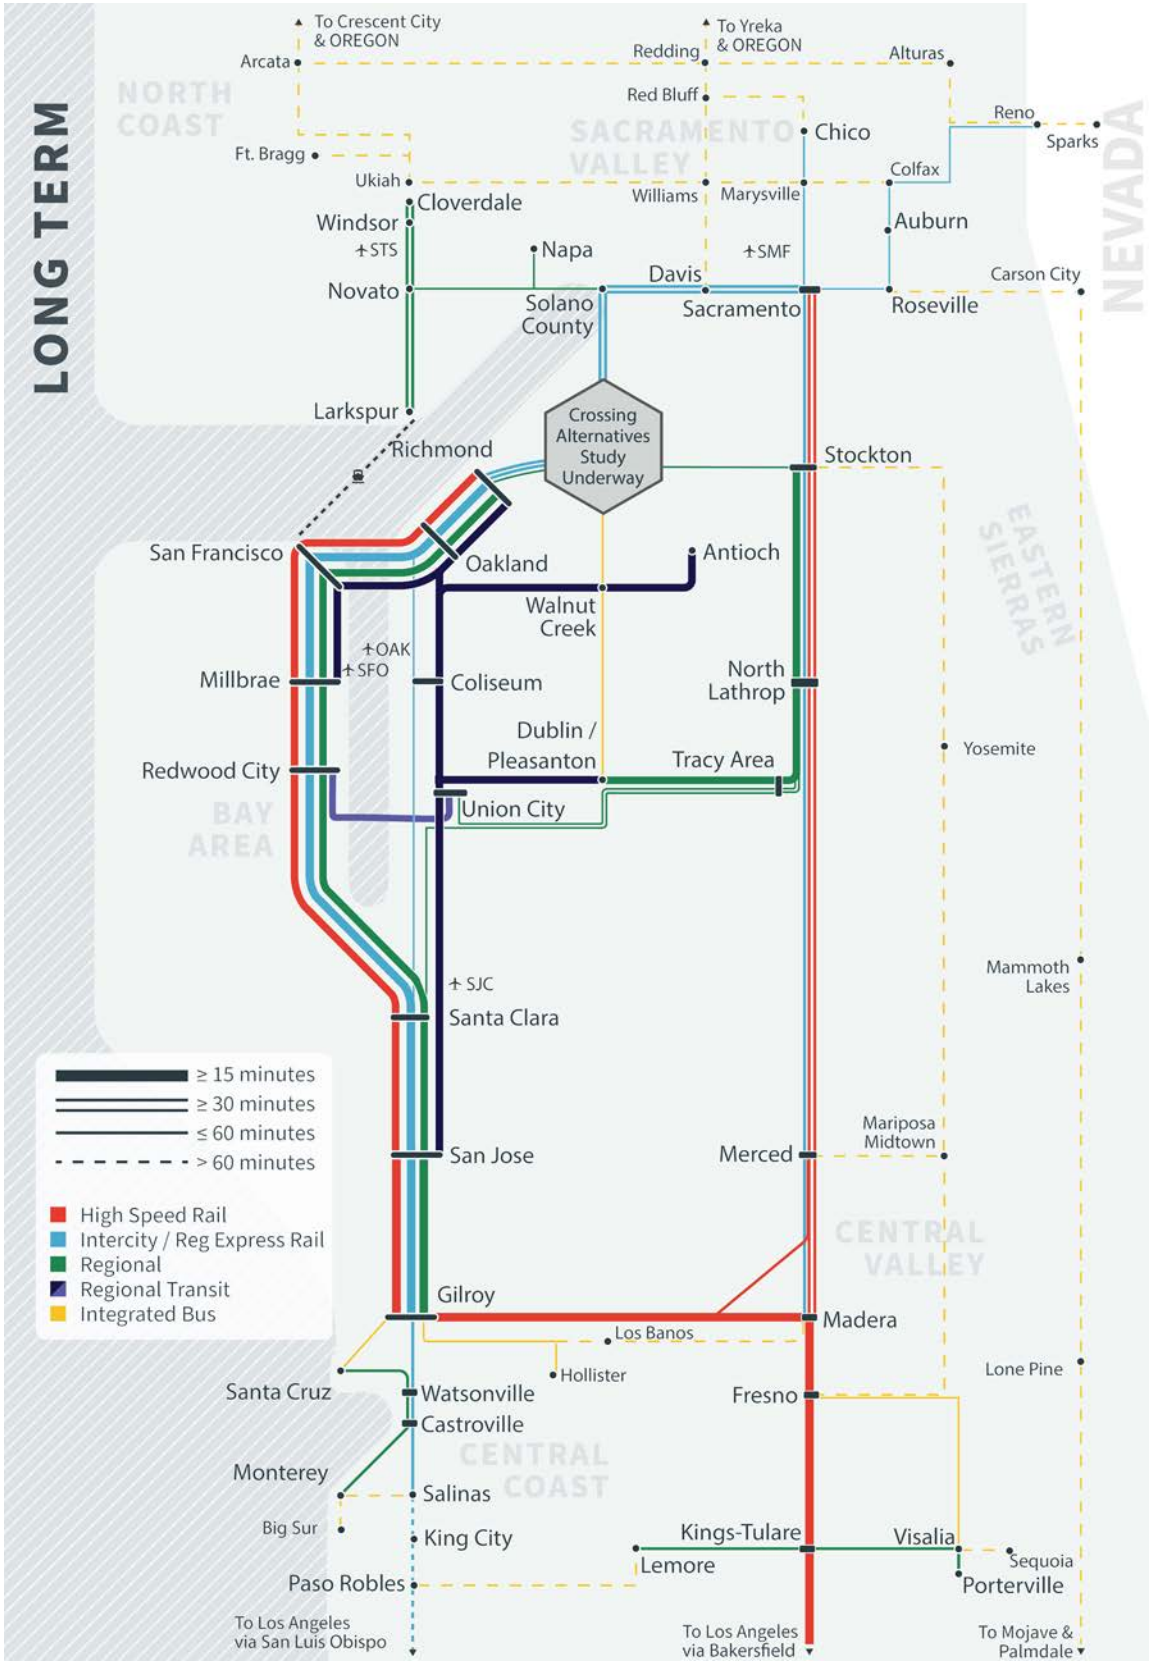 LONG TERM
To Crescent City
& OREGON
To Yreka
& OREGON
Arcata
Redding
Alturas
NORTH
COAST
Red Bluff
SACRAMENTO
VALLEY
Chico
Reno
Sparks
NEVADA
Ft. Bragg
Ukiah
Williams
Marysville
Colfax
Cloverdale
Windsor
Auburn
STS
Napa
SMF
Davis
Carson City
Novato
Solano
County
Sacramento
Roseville
Larkspur
Crossing
Alternatives
Study
Underway
Richmond
Stockton
San Francisco
Oakland
Antioch
EASTERN
SIERRAS
Walnut
Creek
OAK
SFO
Millbrae
Coliseum
North
Lathrop
Dublin /
Pleasanton
Tracy Area
Yosemite
Redwood City
Union City
BAY
AREA
Mammoth
Lakes
SJC
Santa Clara
≥ 15 minutes
≥ 30 minutes
≤ 60 minutes
> 60 minutes
Mariposa
Midtown
San Jose
Merced
High Speed Rail
Intercity / Reg Express Rail
Regional
Regional Transit
Integrated Bus
CENTRAL
VALLEY
Gilroy
Madera
Los Banos
Hollister
Lone Pine
Santa Cruz
Watsonville
Fresno
Castroville
CENTRAL
COAST
Monterey
Salinas
Big Sur
King City
Kings-Tulare
Visalia
Lemore
Sequoia
Paso Robles
Porterville
To Los Angeles
via San Luis Obispo
To Los Angeles
via Bakersfield
To Mojave &
Palmdale